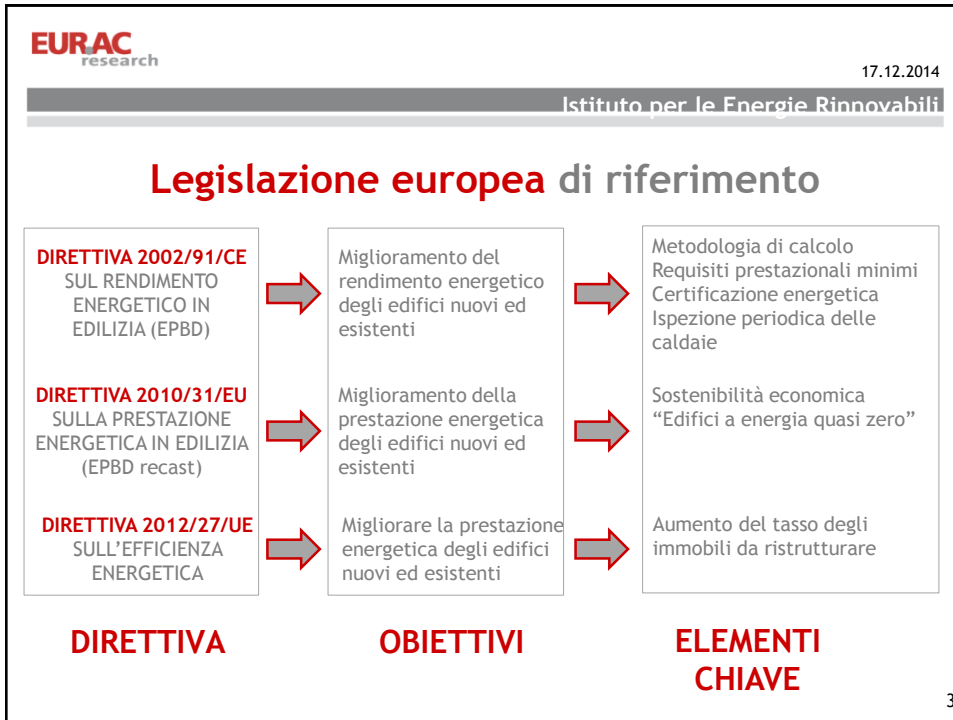 EURAC
research
17.12.2014
Istituto per le Energie Rinnovabili
Legislazione europea di riferimento
DIRETTIVA 2002/91/CE
SUL RENDIMENTO
ENERGETICO IN
EDILIZIA (EPBD)
Miglioramento del
rendimento energetico
degli edifici nuovi ed
esistenti
Metodologia di calcolo
Requisiti prestazionali minimi
Certificazione energetica
Ispezione periodica delle
caldaie
DIRETTIVA 2010/31/EU
SULLA PRESTAZIONE
ENERGETICA IN EDILIZIA
(EPBD recast)
Miglioramento della
prestazione energetica
degli edifici nuovi ed
esistenti
Sostenibilità economica
“Edifici a energia quasi zero”
DIRETTIVA 2012/27/UE
SULL’EFFICIENZA
ENERGETICA
Migliorare la prestazione
energetica degli edifici
nuovi ed esistenti
Aumento del tasso degli
immobili da ristrutturare
DIRETTIVA
OBIETTIVI
ELEMENTI
CHIAVE
3